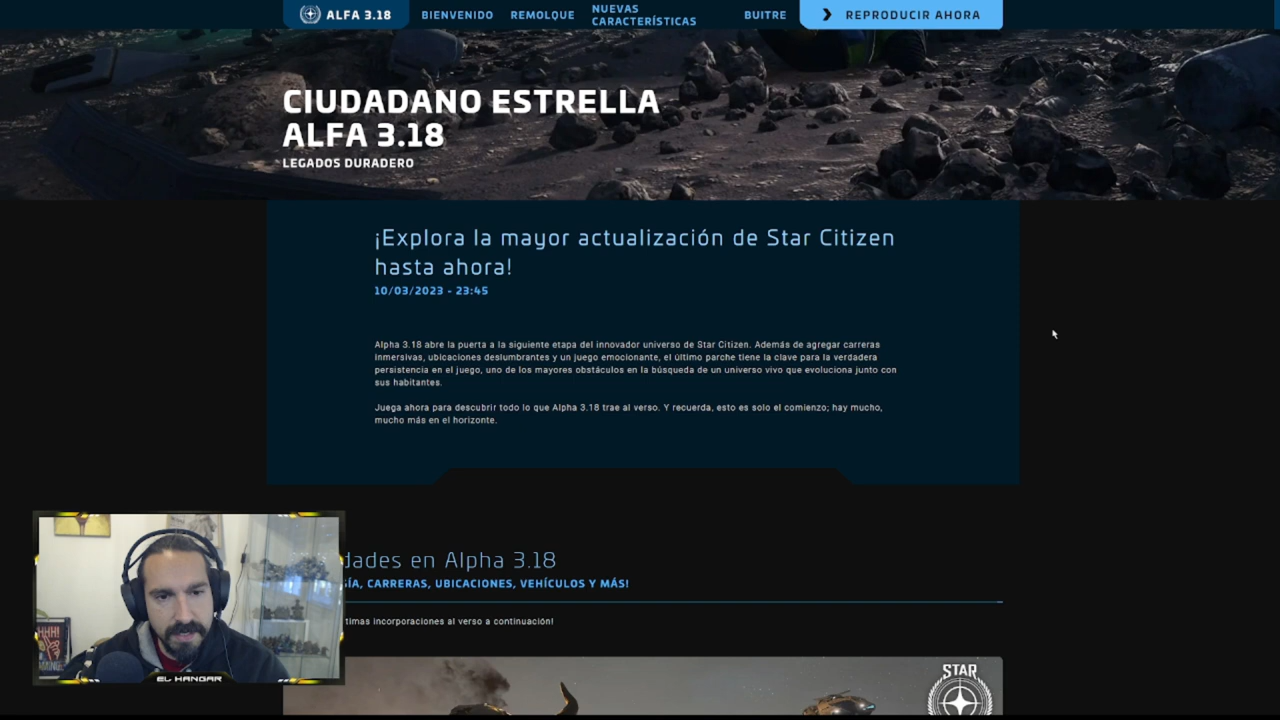 ALFA 3.18
BIENVENIDO
REMOLQUE
NUEVAS
CARACTERÍSTICAS
BUITRE
REPRODUCIR AHORA
CIUDADANO ESTRELLA
ALFA 3.18
LEGADOS DURADERO
¡Explora la mayor actualización de Star Citizen
hasta ahora!
10/03/2023 - 23:45
Alpha 3.18 abre la puerta a la siguiente etapa del innovador universo de Star Citizen. Además de agregar carreras
inmersivas, ubicaciones deslumbrantes y un juego emocionante, el último parche tiene la clave para la verdadera
persistencia en el juego, uno de los mayores obstáculos en la búsqueda de un universo vivo que evoluciona junto con
sus habitantes.
Juega ahora para descubrir todo lo que Alpha 3.18 trae al verso. Y recuerda, esto es solo el comienzo; hay mucho,
mucho más en el horizonte.
dades en Alpha 3.18
ÍA, CARRERAS, UBICACIONES, VEHÍCULOS Y MÁS!
timas incorporaciones al verso a continuación!
STAR
EL HANGAR